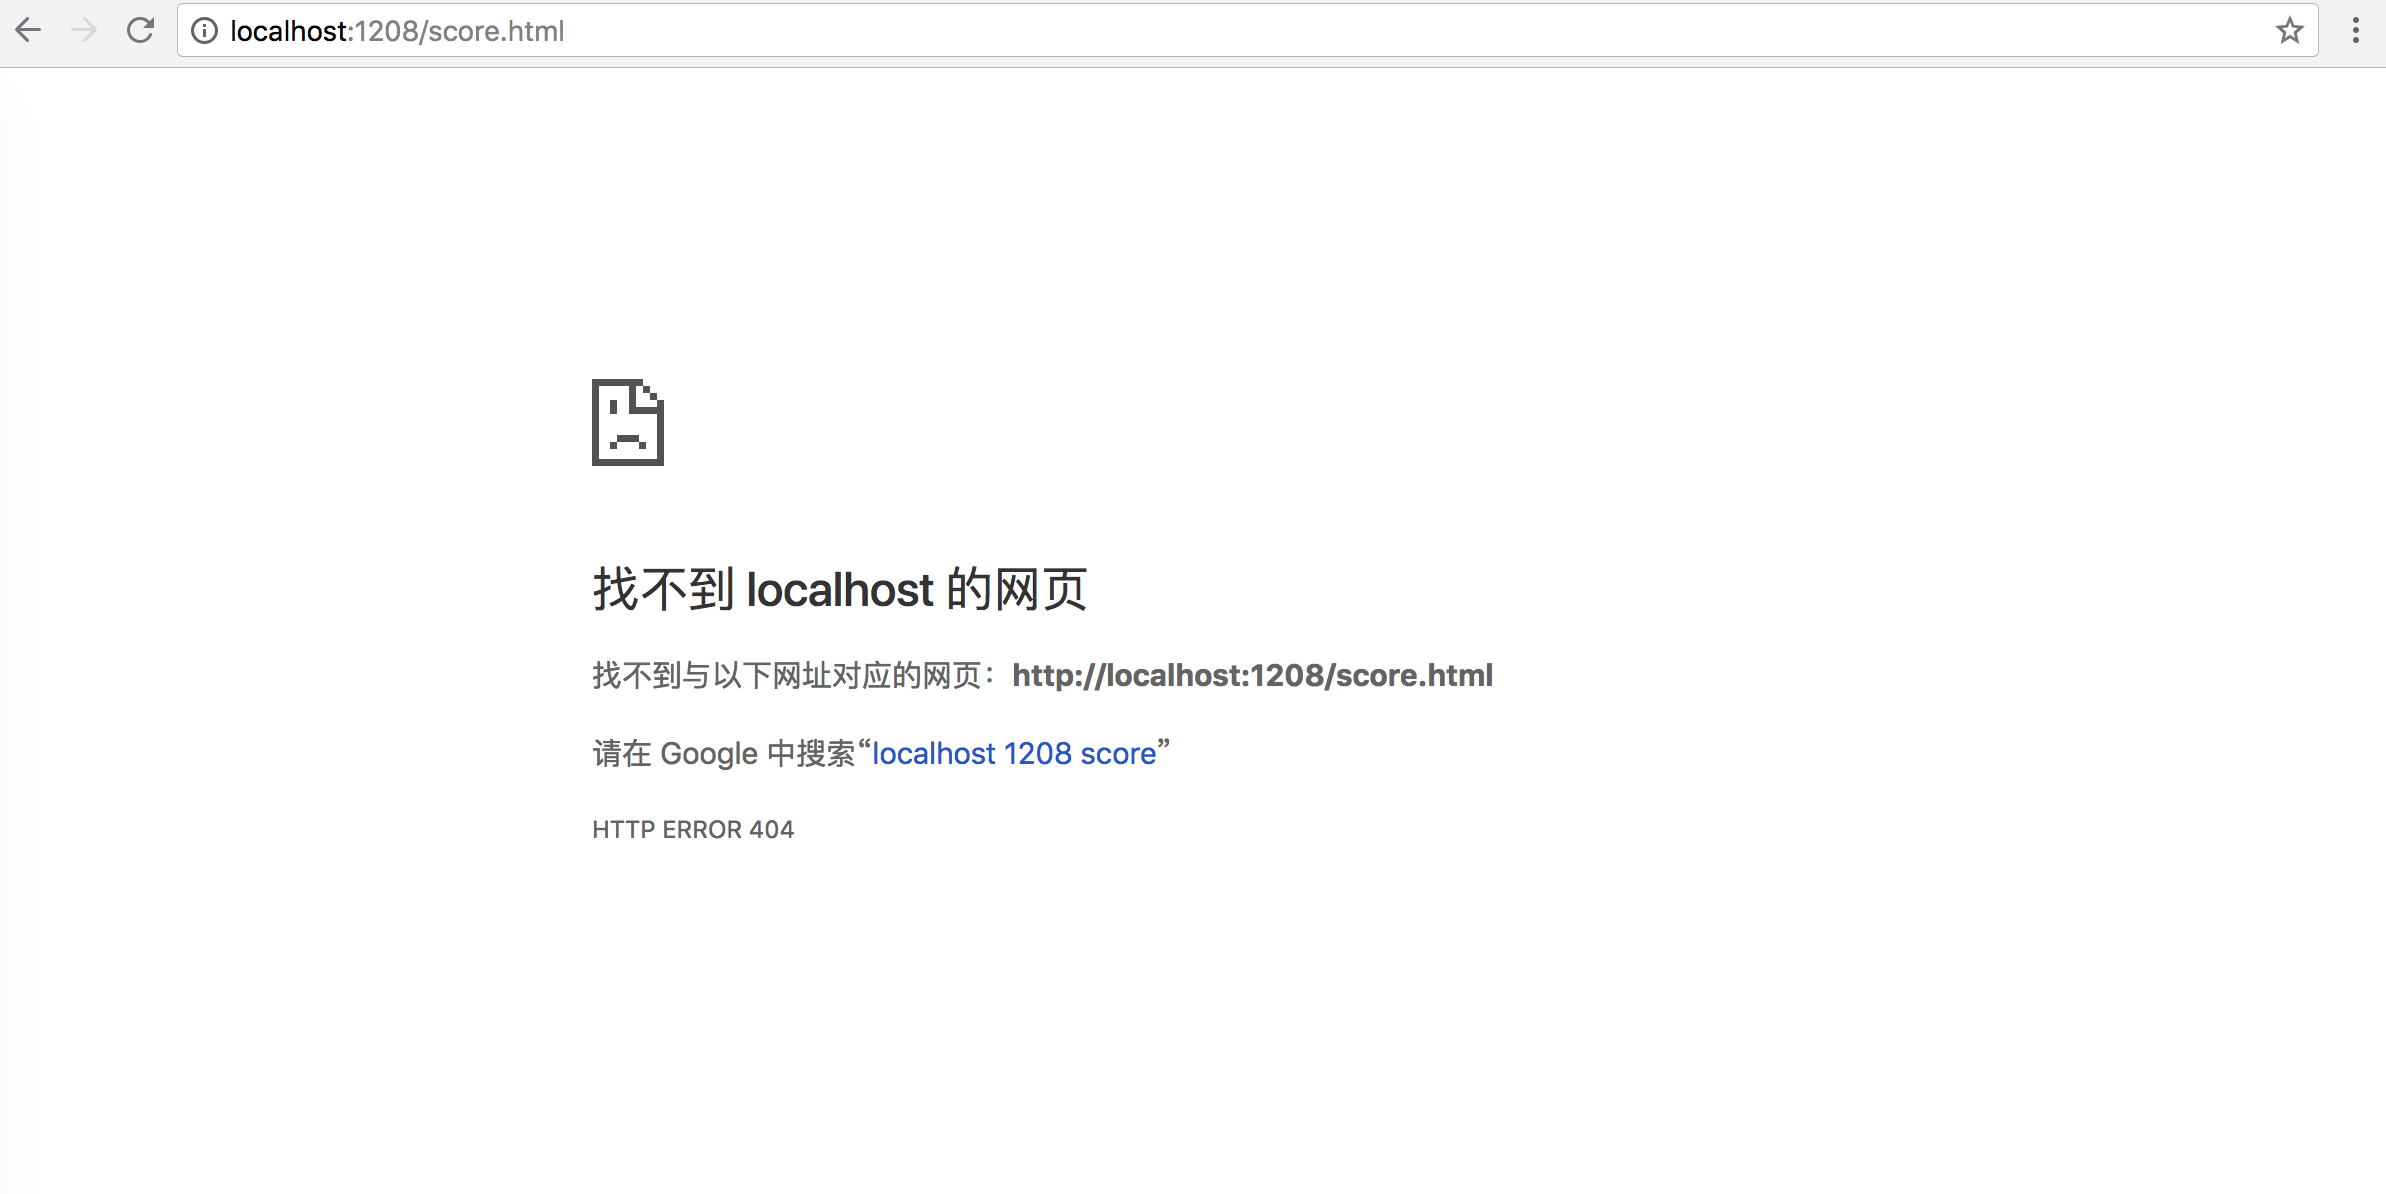 localhost:1208/score.html
找不到 localhost 的网页
找不到与以下网址对应的网页：http://localhost:1208/score.html
请在 Google 中搜索“localhost 1208 score”
HTTP ERROR 404